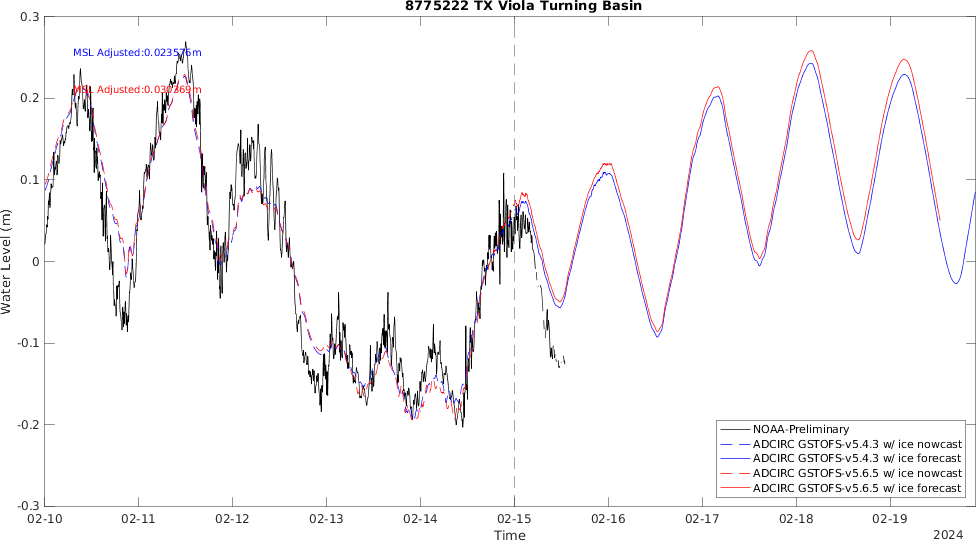 8775222 TX Viola Turning Basin
0.3
MSL Adjusted:0.023576m
MSL Adjusted:0.030369m
0.2
0.1
0
-0.1
-0.2
-0.3
Water Level (m)
NOAA-Preliminary
ADCIRC GSTOFS-v5.4.3 w/ ice nowcast
ADCIRC GSTOFS-v5.4.3 w/ ice forecast
ADCIRC GSTOFS-v5.6.5 w/ ice nowcast
ADCIRC GSTOFS-v5.6.5 w/ ice forecast
02-10 02-11 02-12 02-13 02-14 02-15 02-16 02-17 02-18 02-19
Time
2024